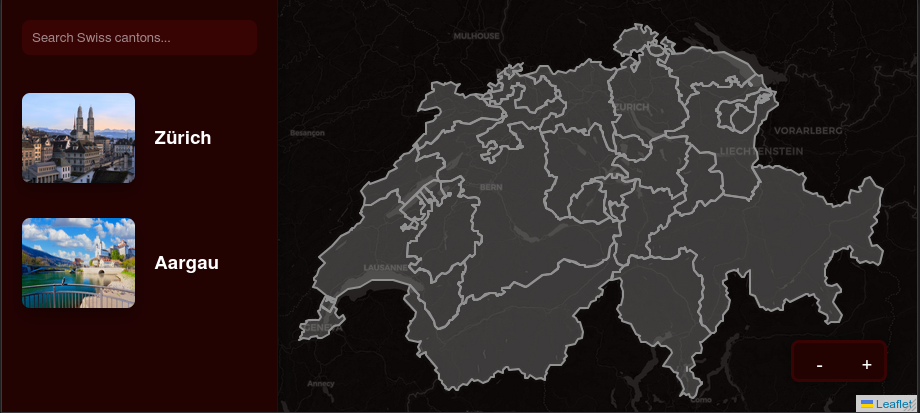 Search Swiss cantons...
Zürich
Aargau
MULHOUSE
Besançon
ZURICH
VORARLBERG
LIECHTENSTEIN
BERN
LAUSANNE
GENEVA
Annecy
Como
- +
Leaflet